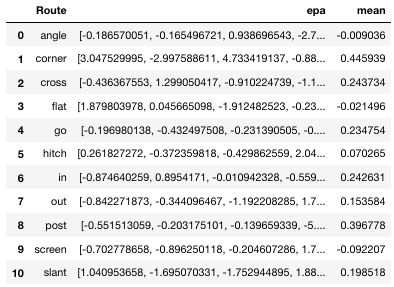 Route epa mean
0 angle [-0.186570051, -0.165496721, 0.938696543, -2.7... -0.009036
1 corner [3.047529995, -2.997588611, 4.733419137, -0.88... 0.445939
2 cross [-0.436367553, 1.299050417, -0.910224739, -1.1... 0.243734
3 flat [1.879803978, 0.045665098, -1.912482523, -0.23... -0.021496
4 go [-0.196980138, -0.432497508, -0.231390505, -0.... 0.234754
5 hitch [0.261827272, -0.372359818, -0.429862559, 2.04... 0.070265
6 in [-0.874640259, 0.8954171, -0.010942328, -0.559... 0.242631
7 out [-0.842271873, -0.344096467, -1.192208285, 1.7... 0.153584
8 post [-0.551513059, -0.203175101, -0.139659339, -5.... 0.396778
9 screen [-0.702778658, -0.896250118, -0.204607286, 1.7... -0.092207
10 slant [1.040953658, -1.695070331, -1.752944895, 1.88... 0.198518